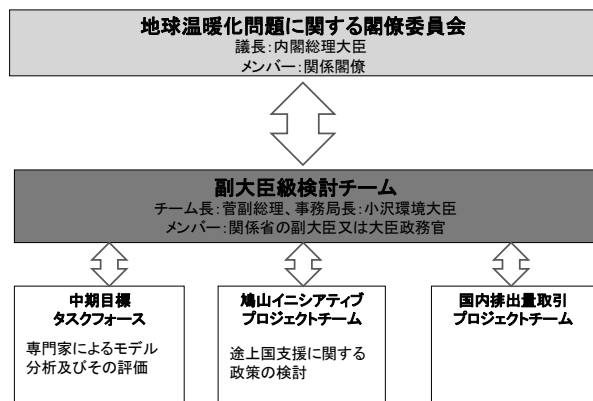 地球温暖化問題に関する閣僚委員会
議長:内閣総理大臣
メンバー:関係閣僚
副大臣級検討チーム
チーム長:菅副総理、事務局長:小沢環境大臣
メンバー:関係省の副大臣又は大臣政務官
中期目標
タスクフォース
専門家によるモデル
分析及びその評価
鳩山イニシアティブ
プロジェクトチーム
途上国支援に関する
政策の検討
国内排出量取引
プロジェクトチーム